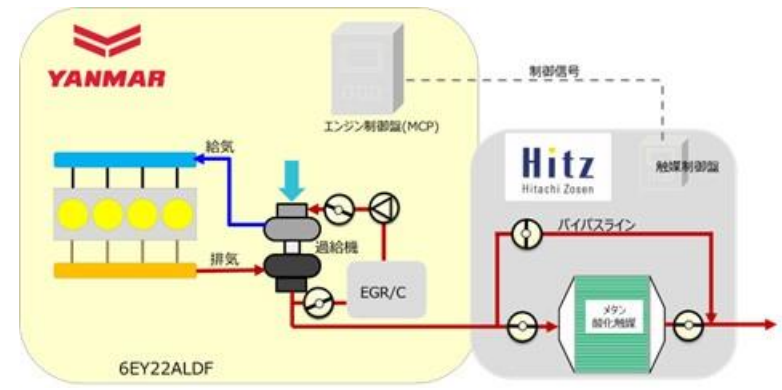 YANMAR
制御信号
エンジン制御盤(MCP)
Hitz
Hitachi Zosen
触媒制御盤
給気
過給機
バイパスライン
排気
EGR/C
メタン
酸化触媒
6EY22ALDF